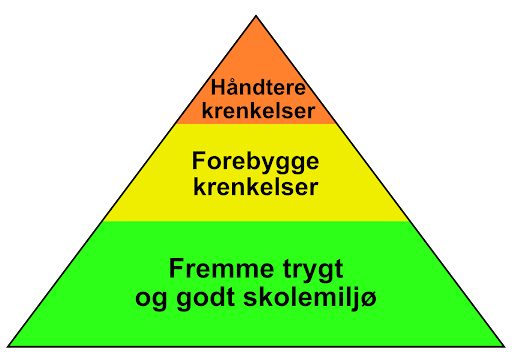 Håndtere
krenkelser
Forebygge
krenkelser
Fremme trygt
og godt skolemiljø